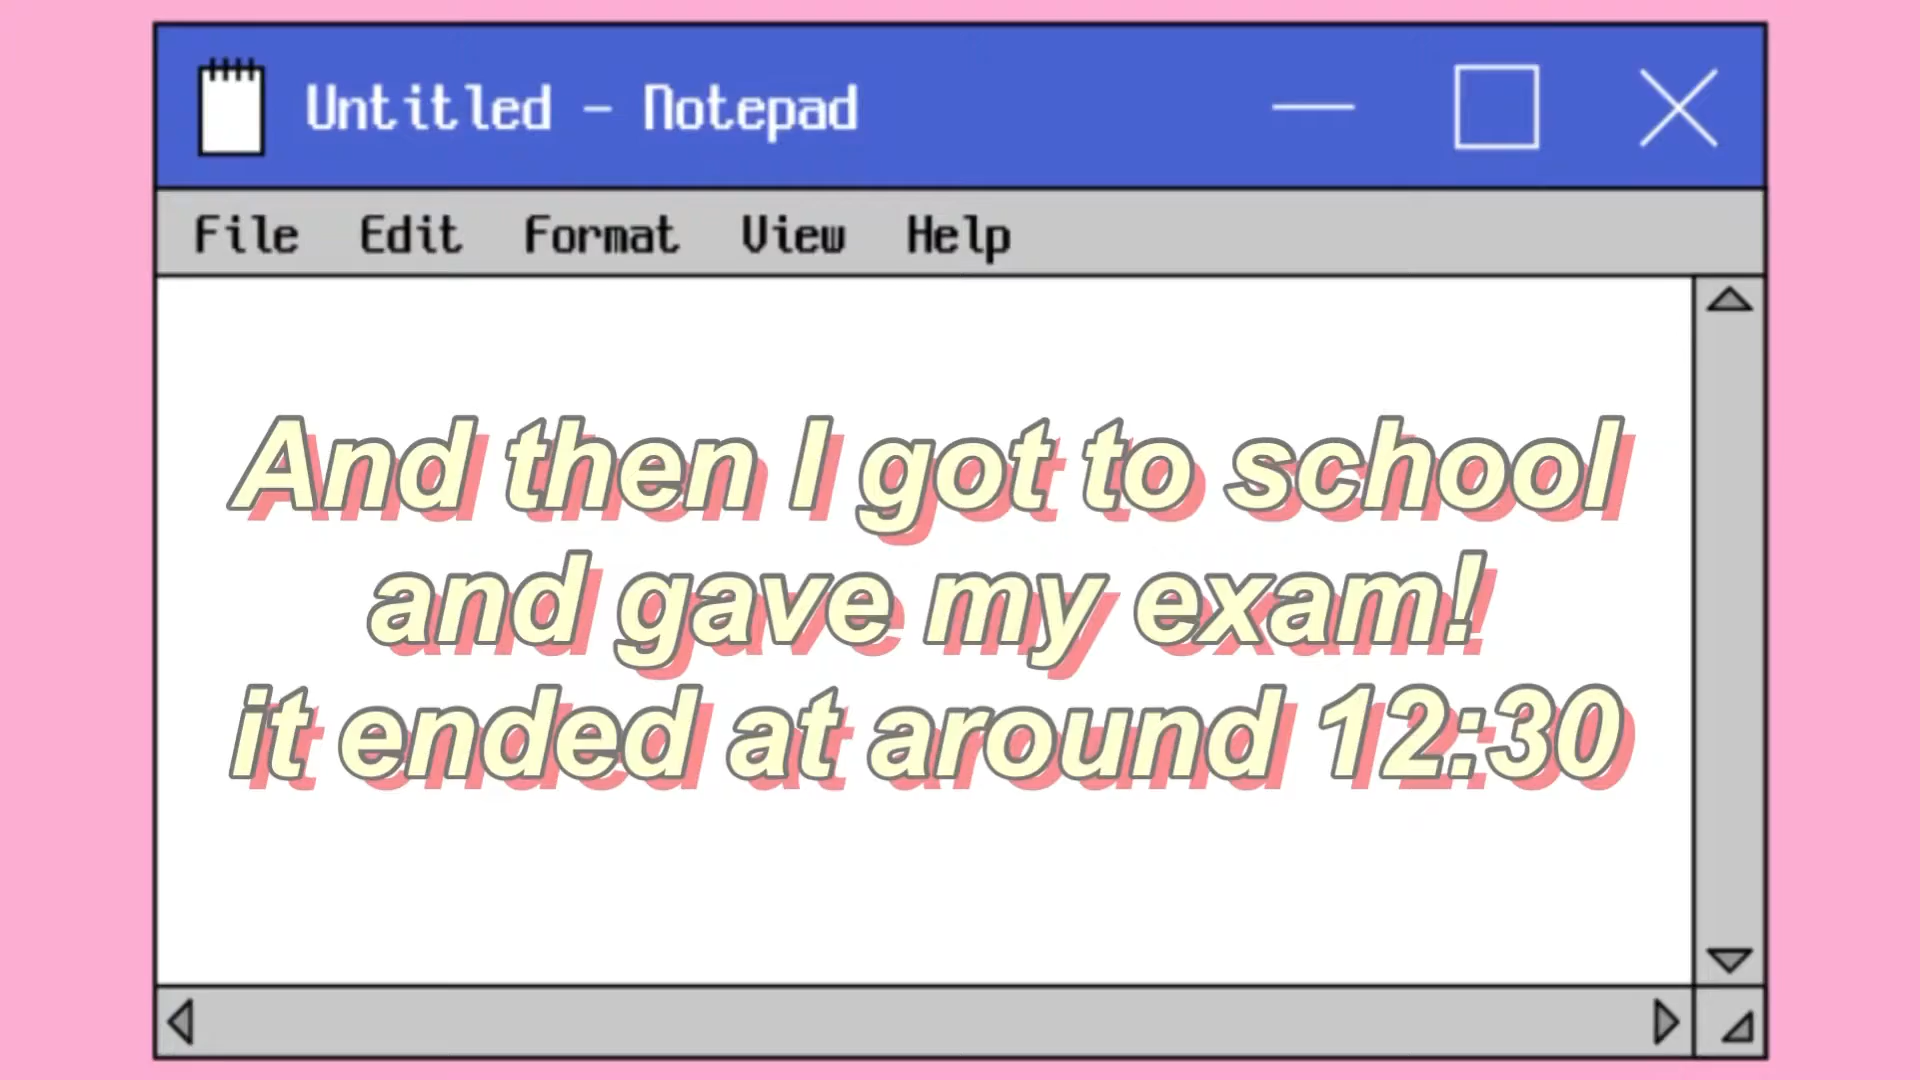 Untitled – Notepad
File Edit Format View Help
And then I got to school
and gave my exam!
it ended at around 12:30